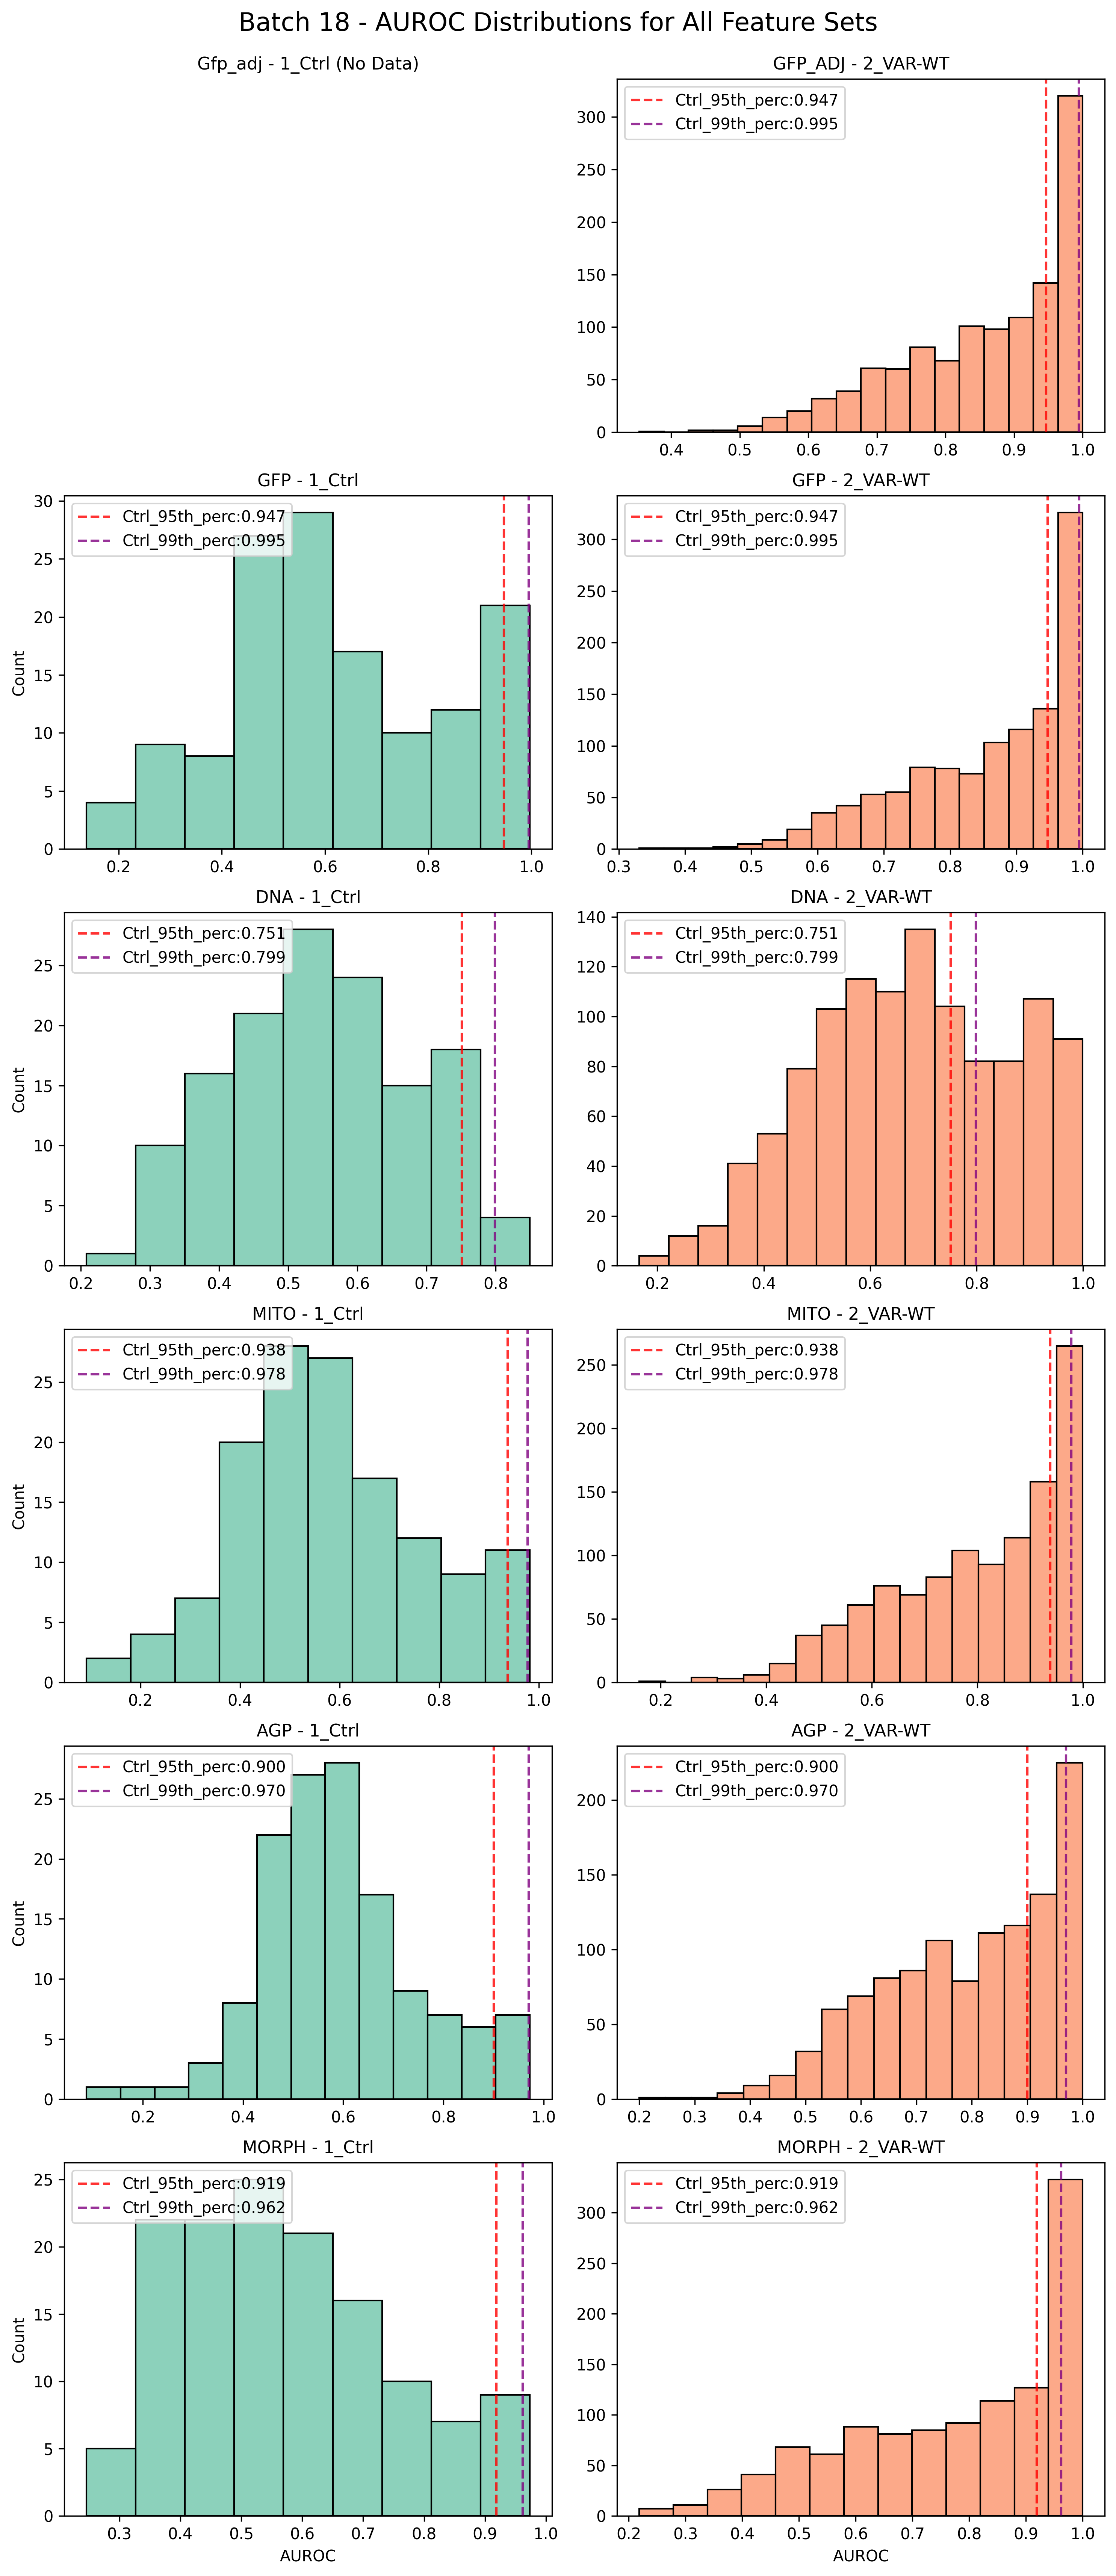 Batch 18 - AUROC Distributions for All Feature Sets
Gfp_adj - 1_Ctrl (No Data)
GFP_ADJ - 2_VAR-WT
Ctrl_95th_perc:0.947
Ctrl_99th_perc:0.995
300
250
200
150
100
50
0
0.4 0.5 0.6 0.7 0.8 0.9 1.0
GFP - 1_Ctrl
Ctrl_95th_perc:0.947
Ctrl_99th_perc:0.995
Count
30
25
20
15
10
5
0
0.2 0.4 0.6 0.8 1.0
GFP - 2_VAR-WT
Ctrl_95th_perc:0.947
Ctrl_99th_perc:0.995
300
250
200
150
100
50
0
0.3 0.4 0.5 0.6 0.7 0.8 0.9 1.0
DNA - 1_Ctrl
Ctrl_95th_perc:0.751
Ctrl_99th_perc:0.799
Count
25
20
15
10
5
0
0.2 0.3 0.4 0.5 0.6 0.7 0.8
DNA - 2_VAR-WT
Ctrl_95th_perc:0.751
Ctrl_99th_perc:0.799
140
120
100
80
60
40
20
0
0.2 0.4 0.6 0.8 1.0
MITO - 1_Ctrl
Ctrl_95th_perc:0.938
Ctrl_99th_perc:0.978
Count
25
20
15
10
5
0
0.2 0.4 0.6 0.8 1.0
MITO - 2_VAR-WT
Ctrl_95th_perc:0.938
Ctrl_99th_perc:0.978
250
200
150
100
50
0
0.2 0.4 0.6 0.8 1.0
AGP - 1_Ctrl
Ctrl_95th_perc:0.900
Ctrl_99th_perc:0.970
Count
25
20
15
10
5
0
0.2 0.4 0.6 0.8 1.0
AGP - 2_VAR-WT
Ctrl_95th_perc:0.900
Ctrl_99th_perc:0.970
200
150
100
50
0
0.2 0.3 0.4 0.5 0.6 0.7 0.8 0.9 1.0
MORPH - 1_Ctrl
Ctrl_95th_perc:0.919
Ctrl_99th_perc:0.962
Count
25
20
15
10
5
0
0.3 0.4 0.5 0.6 0.7 0.8 0.9 1.0
AUROC
MORPH - 2_VAR-WT
Ctrl_95th_perc:0.919
Ctrl_99th_perc:0.962
300
250
200
150
100
50
0
0.2 0.3 0.4 0.5 0.6 0.7 0.8 0.9 1.0
AUROC